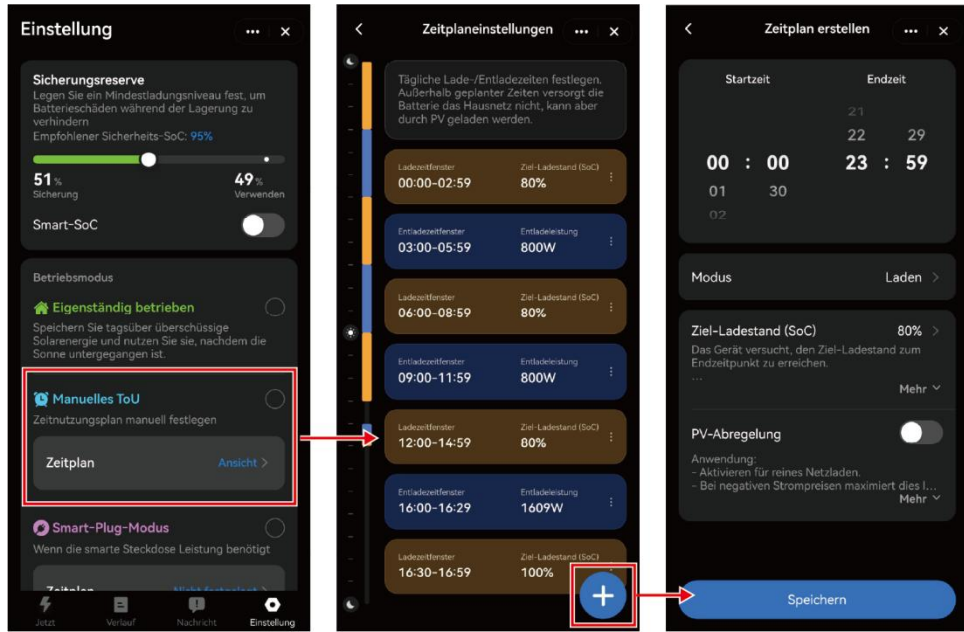 Einstellung
Sicherungsreserve
Legen Sie ein Mindestladungsniveau fest, um
Batterieschäden während der Lagerung zu
verhindern
Empfohlener Sicherheits-SoC: 95%
51% 49%
Sicherung Verwenden
Smart-SoC
Betriebsmodus
Eigenständig betrieben
Speichern Sie tagsüber überschüssige
Solarenergie und nutzen Sie sie, nachdem die
Sonne untergegangen ist.
Manuelles ToU
Zeitnutzungsplan manuell festlegen
Zeitplan Ansicht >
Smart-Plug-Modus
Wenn die smarte Steckdose Leistung benötigt
Zeitplan
Jetzt Verlauf Nachricht Einstellung
Zeitplaneinstellungen
Tägliche Lade-/Entladezeiten festlegen.
Außerhalb geplanter Zeiten versorgt die
Batterie das Hausnetz nicht, kann aber
durch PV geladen werden.
Ladezeitfenster Ziel-Ladestand (SoC)
00:00-02:59 80%
Entladezeitfenster Entladeleistung
03:00-05:59 800W
Ladezeitfenster Ziel-Ladestand (SoC)
06:00-08:59 80%
Entladezeitfenster Entladeleistung
09:00-11:59 800W
Ladezeitfenster Ziel-Ladestand (SoC)
12:00-14:59 80%
Entladezeitfenster Entladeleistung
16:00-16:29 1609W
Ladezeitfenster Ziel-Ladestand (SoC)
16:30-16:59 100%
Zeitplan erstellen
Startzeit Endzeit
21
22 29
00 : 00 23 : 59
01 30
02
Modus Laden >
Ziel-Ladestand (SoC) 80% >
Das Gerät versucht, den Ziel-Ladestand zum
Endzeitpunkt zu erreichen.
...
Mehr
PV-Abregelung
Anwendung:
- Aktivieren für reines Netzladen.
- Bei negativen Strompreisen maximiert dies I...
Mehr
Speichern